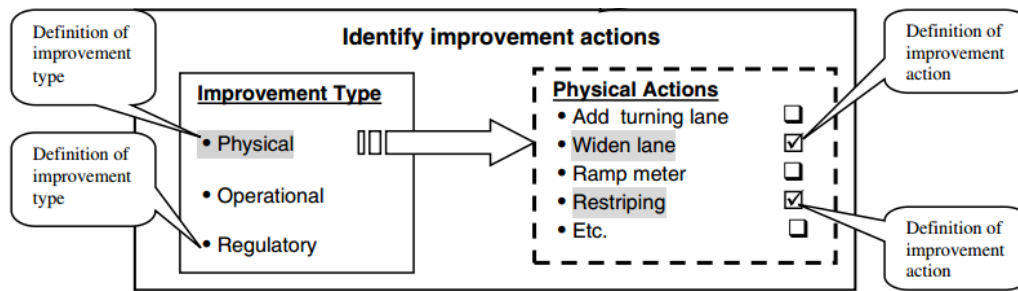 Identify improvement actions
Definition of
improvement
type
Definition of
improvement
type
Improvement Type
• Physical
• Operational
• Regulatory
Physical Actions
• Add turning lane
• Widen lane
• Ramp meter
• Restriping
• Etc.
Definition of
improvement
action
Definition of
improvement
action